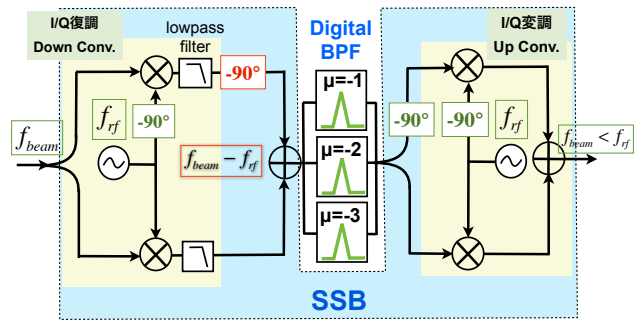 I/Q復調
Down Conv.
lowpass
filter
Digital
BPF
I/Q変調
Up Conv.
-90°
μ=-1
f_beam
f_rf
-90°
-90°
-90°
f_rf
f_beam < f_rf
f_beam − f_rf
μ=-2
μ=-3
SSB